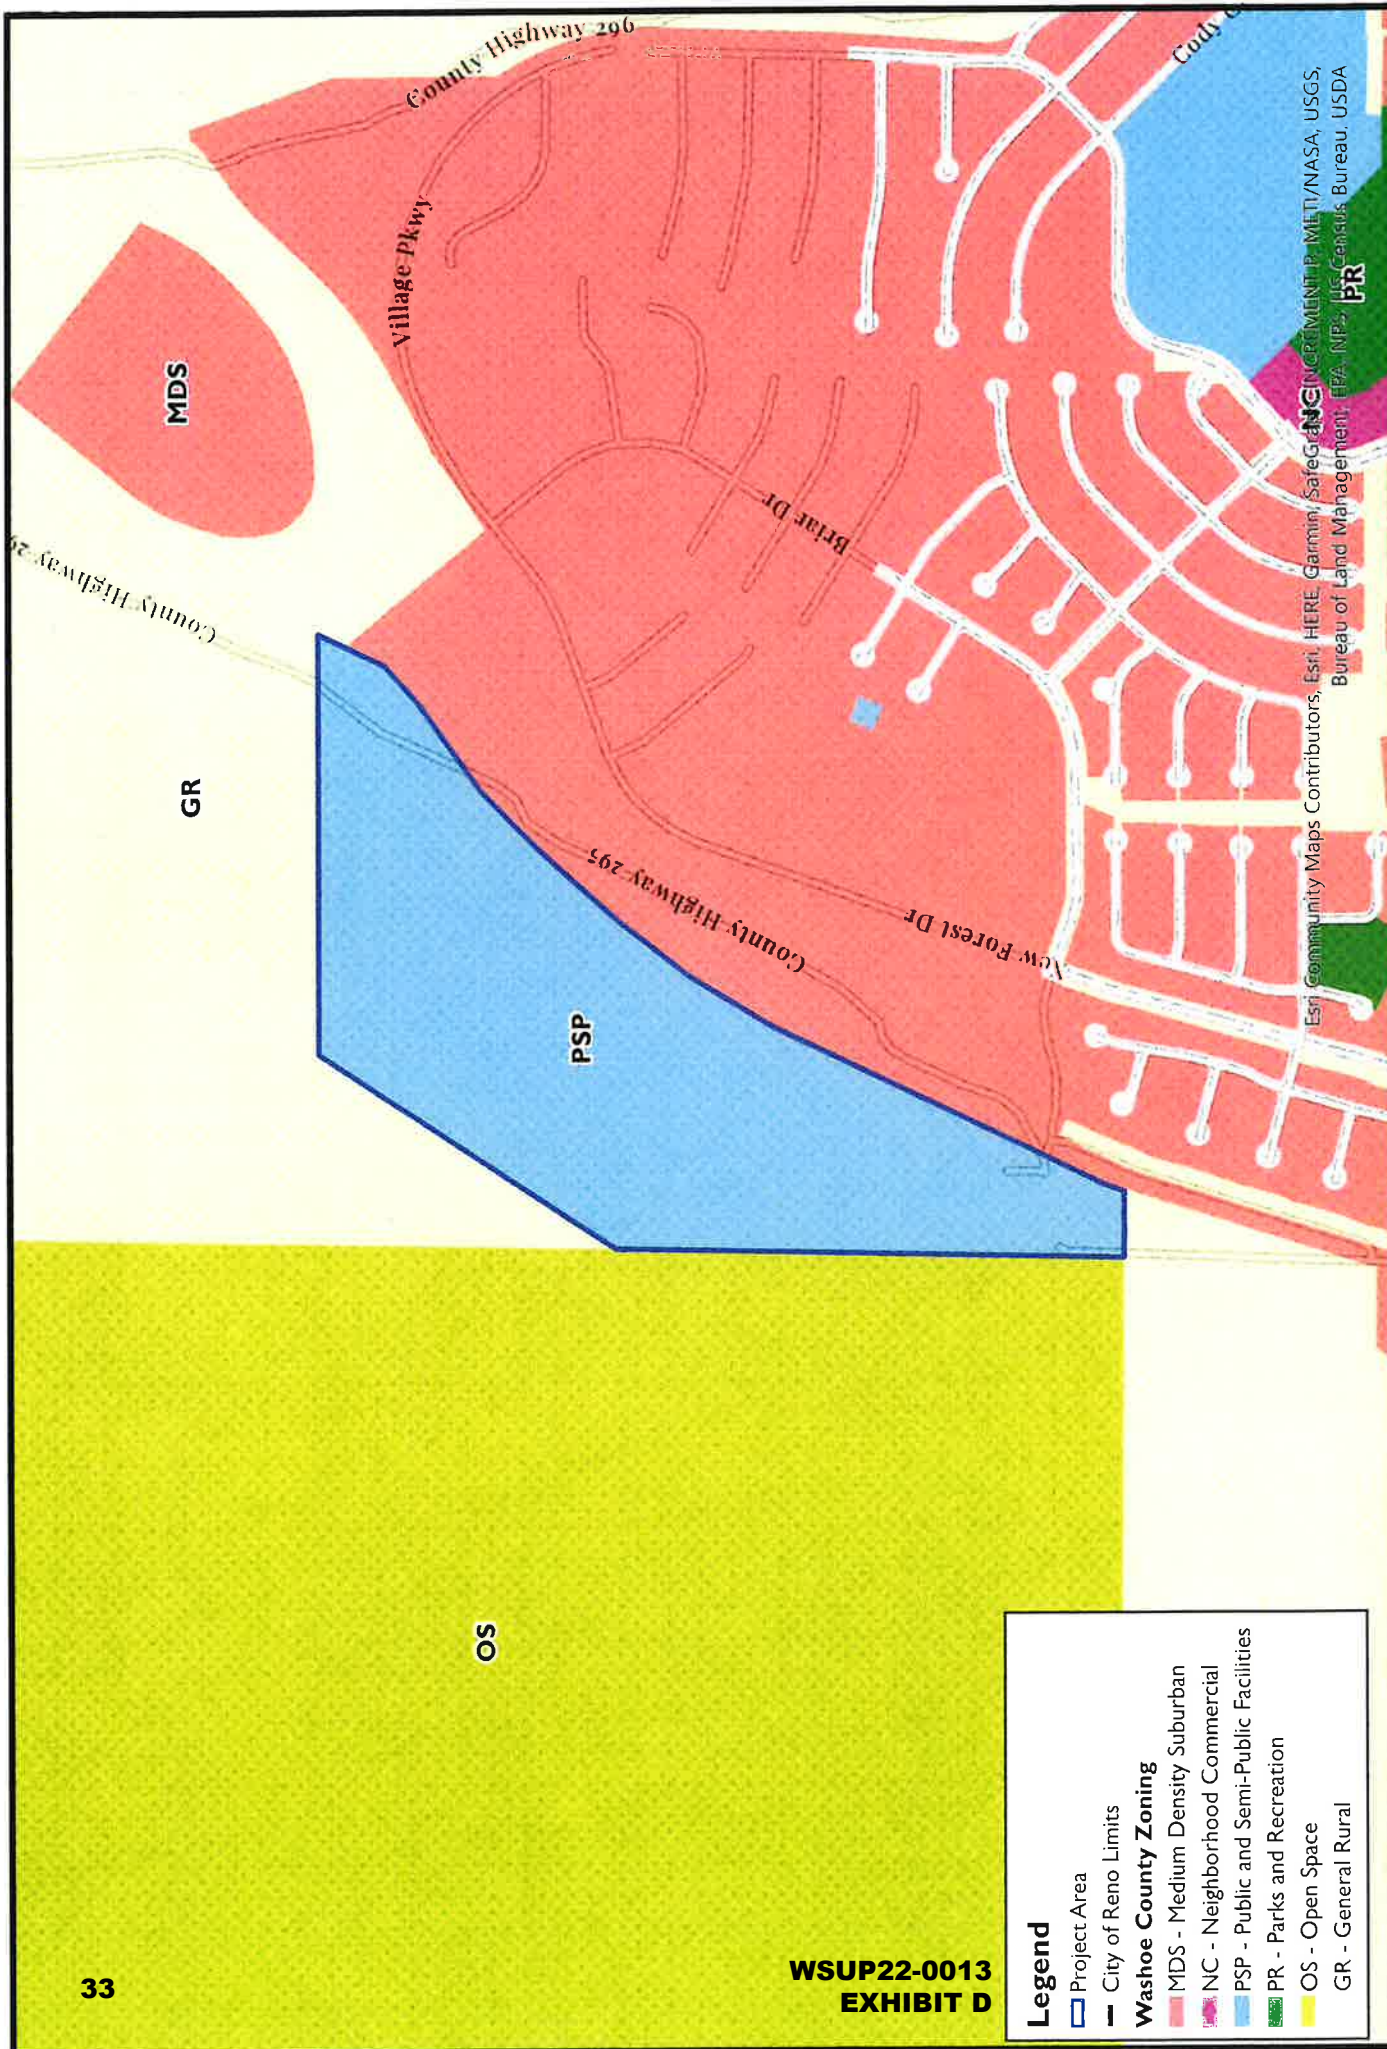 County Highway 296
Cody
Village Pkwy
MDS
County Highway
GR
Briar Dr
County Highway 295
New Forest Dr
PSP
OS
NC
PR
Esri Community Maps Contributors, Esri, HERE, Garmin, SafeGraph, INCREMENT P, METI/NASA, USGS,
Bureau of Land Management, EPA, NPS, US Census Bureau, USDA
Legend
Project Area
City of Reno Limits
Washoe County Zoning
MDS - Medium Density Suburban
NC - Neighborhood Commercial
PSP - Public and Semi-Public Facilities
PR - Parks and Recreation
OS - Open Space
GR - General Rural
WSUP22-0013
EXHIBIT D
33